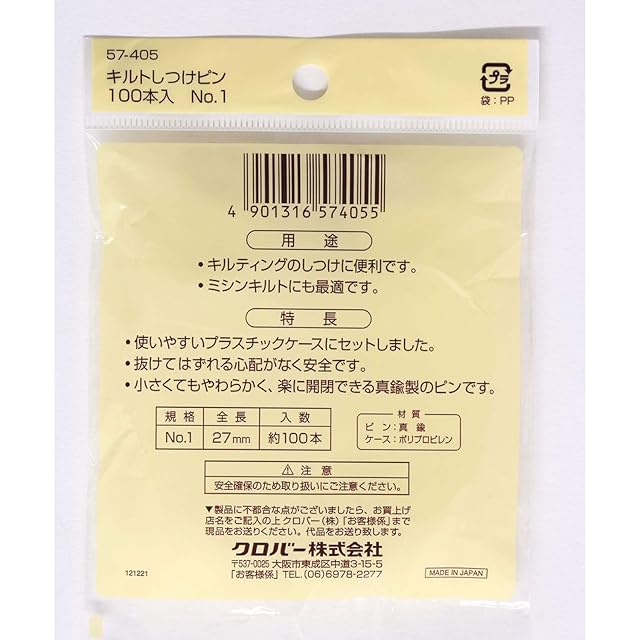 57-405
キルトしつけピン
100本入 No.1
プラ
袋：PP
4 901316 574055
用途
・キルティングのしつけに便利です。
・ミシンキルトにも最適です。
特長
・使いやすいプラスチックケースにセットしました。
・抜けてはずれる心配がなく安全です。
・小さくてもやわらかく、楽に開閉できる真鍮製のピンです。
規格 全長 入数
No.1 27mm 約100本
材質
ピン：真鍮
ケース：ポリプロピレン
⚠注意
安全確保のため取り扱いにご注意ください。
▼製品に不都合な点がございましたら、お買上げ
店名をご記入の上クロバー(株)「お客様係」まで
現品をお送りください。代品をお送り致します。
クロバー株式会社
〒537-0025 大阪市東成区中道3-15-5
「お客様係」TEL.(06)6978-2277
121221
MADE IN JAPAN